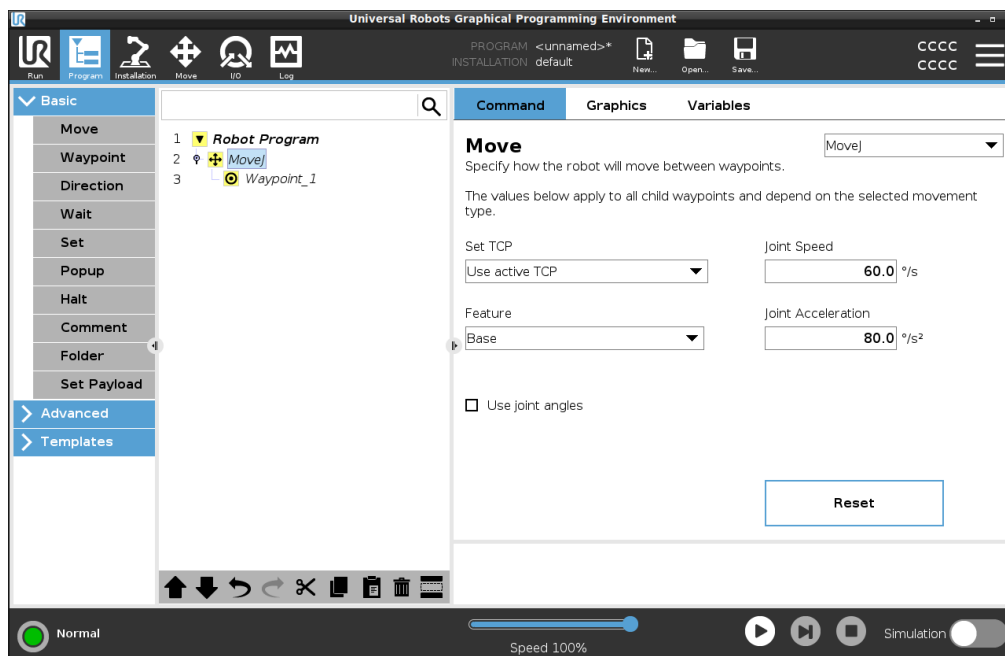 UR
Universal Robots Graphical Programming Environment
UR
Run
Program
Installation
Move
I/O
Log
PROGRAM <unnamed>*
INSTALLATION default
New...
Open...
Save...
CCCC
CCCC
Basic
Move
Waypoint
Direction
Wait
Set
Popup
Halt
Comment
Folder
Set Payload
Advanced
Templates
1 Robot Program
2 MoveJ
3 Waypoint_1
Command Graphics Variables
Move
MoveJ
Specify how the robot will move between waypoints.
The values below apply to all child waypoints and depend on the selected movement
type.
Set TCP
Joint Speed
Use active TCP
60.0 °/s
Feature
Joint Acceleration
Base
80.0 °/s²
Use joint angles
Reset
Normal
Speed 100%
Simulation